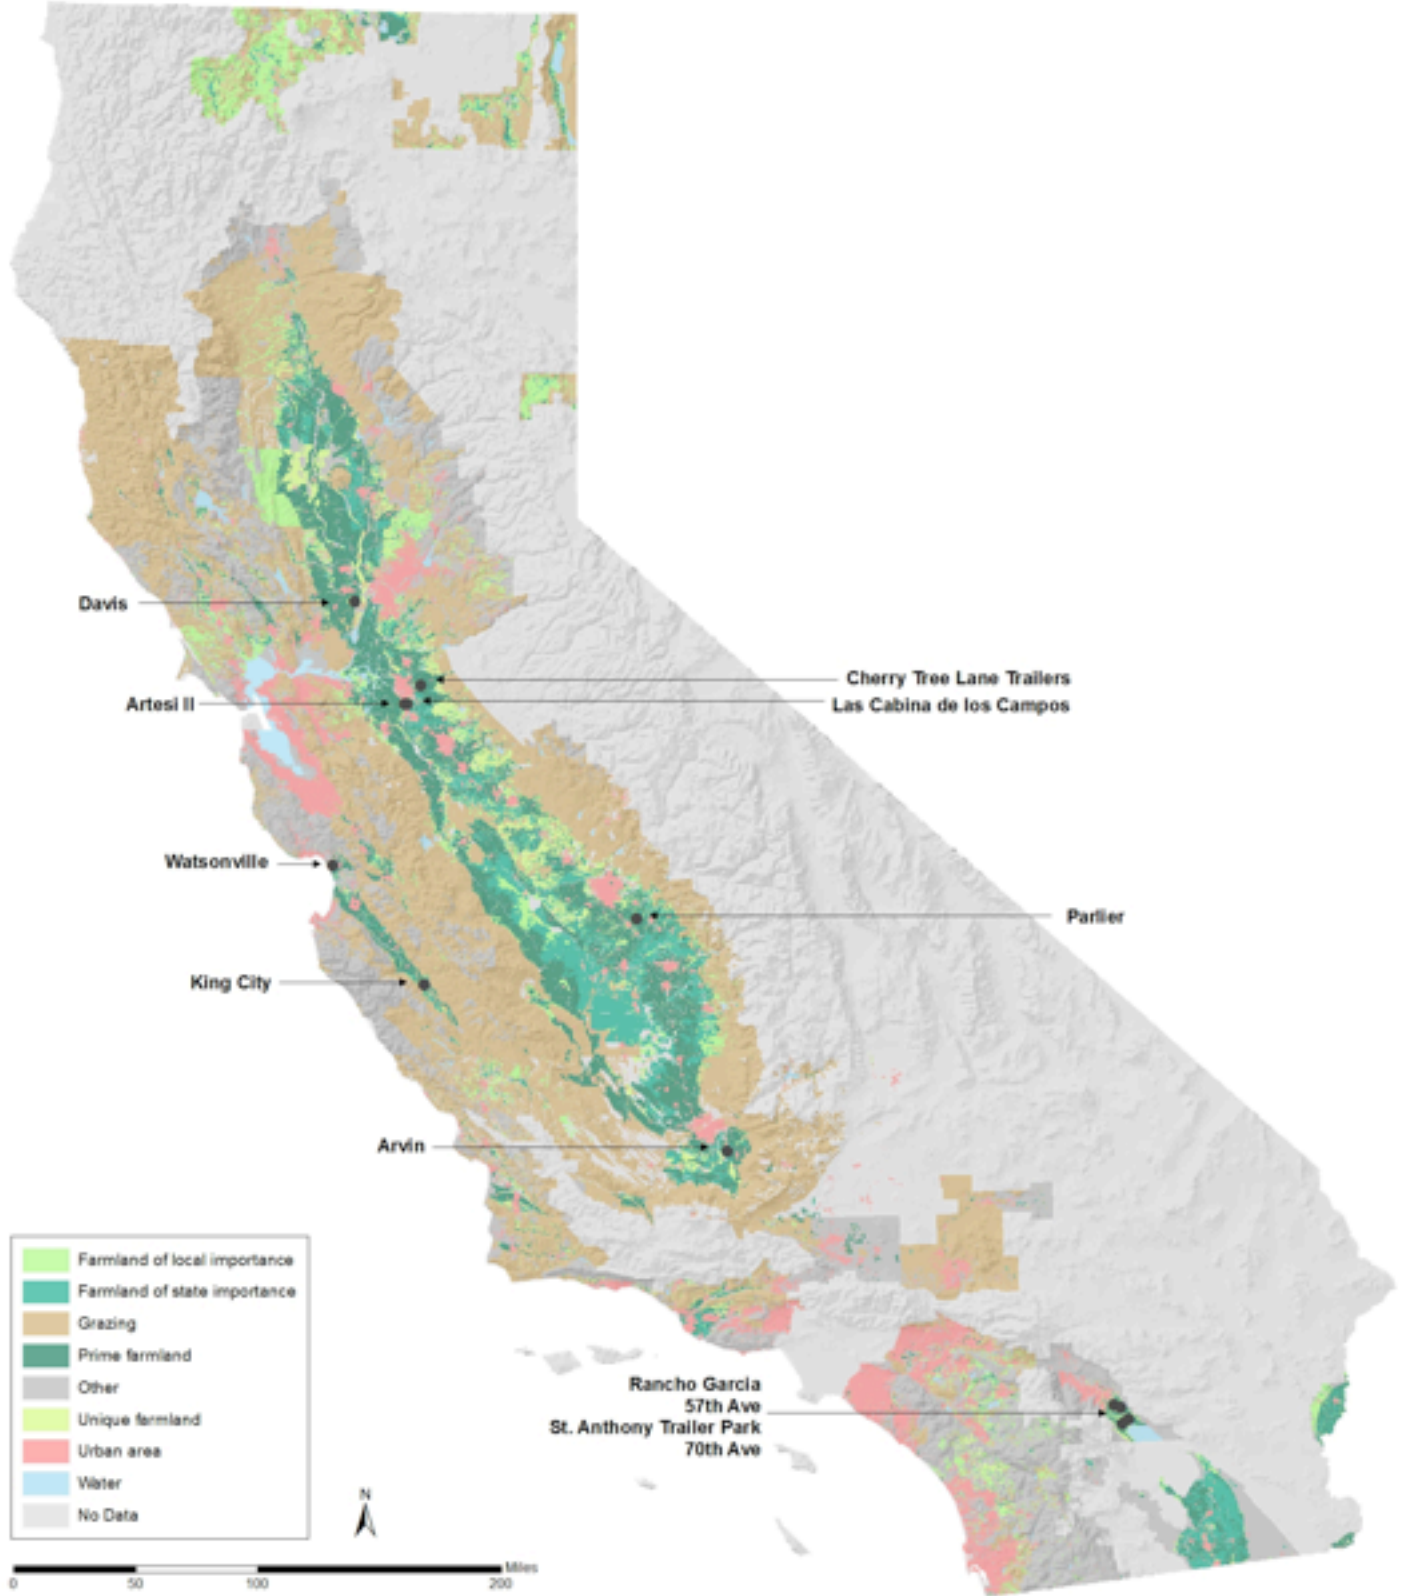 Davis
Cherry Tree Lane Trailers
Artesi II
Las Cabina de los Campos
Watsonville
Parlier
King City
Arvin
Farmland of local importance
Farmland of state importance
Grazing
Prime farmland
Other
Unique farmland
Urban area
Water
No Data
Rancho Garcia
57th Ave
St. Anthony Trailer Park
70th Ave
N
Miles
0 50 100 200